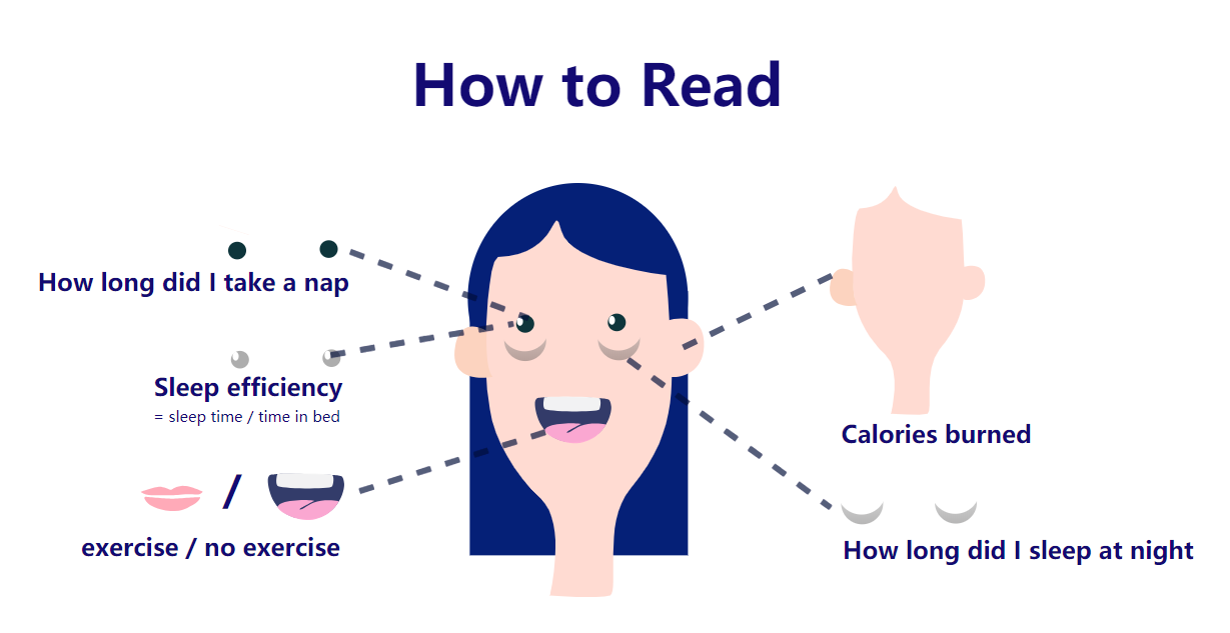 How to Read
How long did I take a nap
Sleep efficiency
= sleep time / time in bed
/
exercise / no exercise
Calories burned
How long did I sleep at night